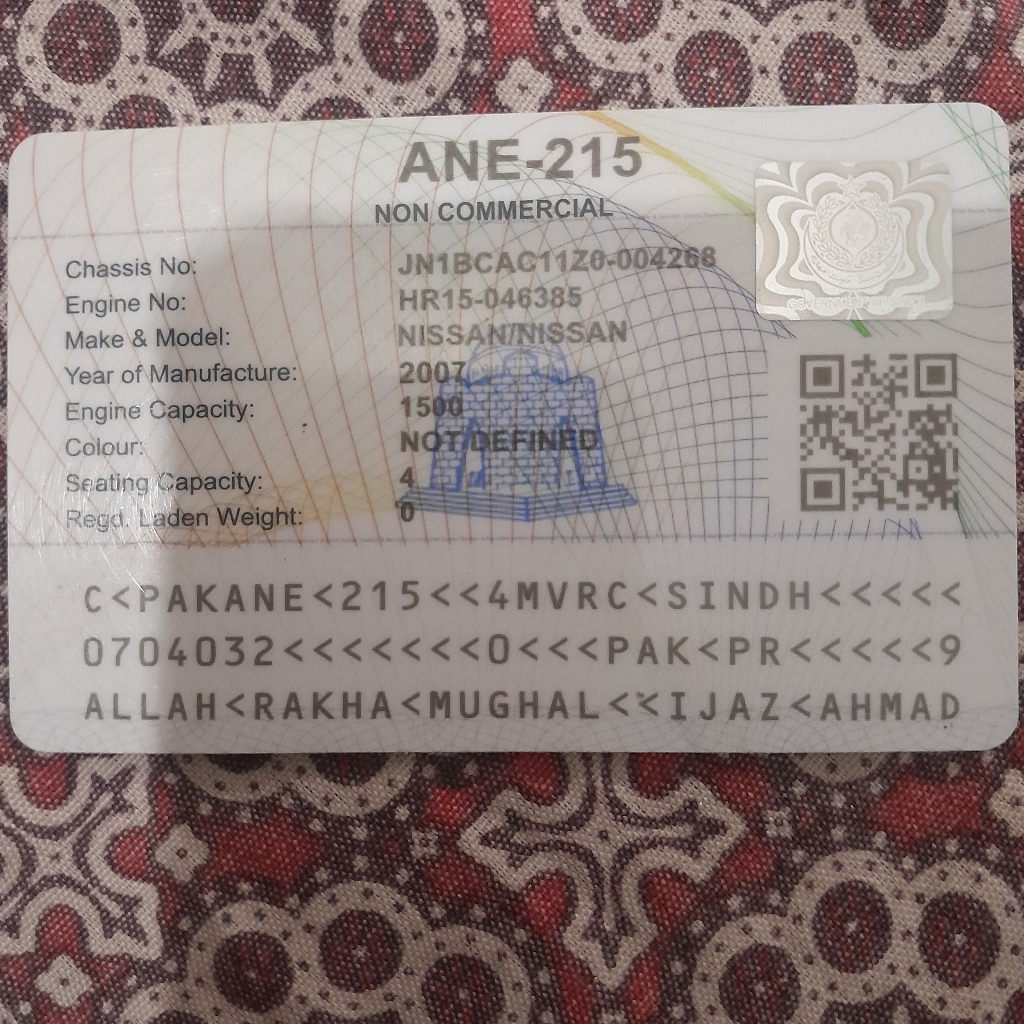 ANE-215
NON COMMERCIAL
Chassis No: JN1BCAC11Z0-004268
Engine No: HR15-046385
Make & Model: NISSAN/NISSAN
Year of Manufacture: 2007
Engine Capacity: 1500
Colour: NOT DEFINED
Seating Capacity: 4
Regd. Laden Weight: 0
C<PAKANE<215<<4MVRC<SINDH<<<<<
0704032<<<<<<<<0<<<PAK<PR<<<<<9
ALLAH<RAKHA<MUGHAL<<IJAZ<AHMAD